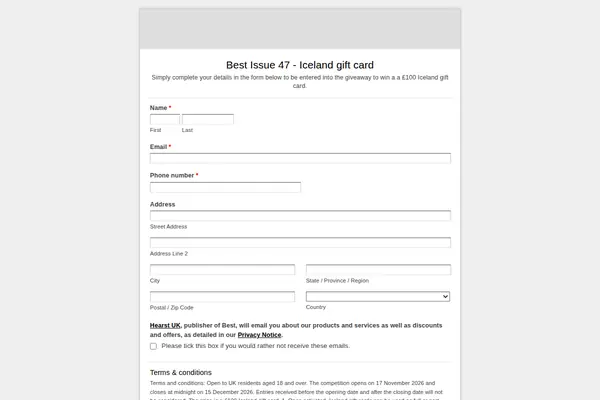 Best Issue 47 - Iceland gift card
Simply complete your details in the form below to be entered into the giveaway to win a a £100 Iceland gift
card.
Name *
First Last
Email *
Phone number *
Address
Street Address
Address Line 2
City State / Province / Region
Postal / Zip Code Country
Hearst UK, publisher of Best, will email you about our products and services as well as discounts
and offers, as detailed in our Privacy Notice.
Please tick this box if you would rather not receive these emails.
Terms & conditions
Terms and conditions: Open to UK residents aged 18 and over. The competition opens on 17 November 2026 and
closes at midnight on 15 December 2026. Entries received before the opening date and after the closing date will not